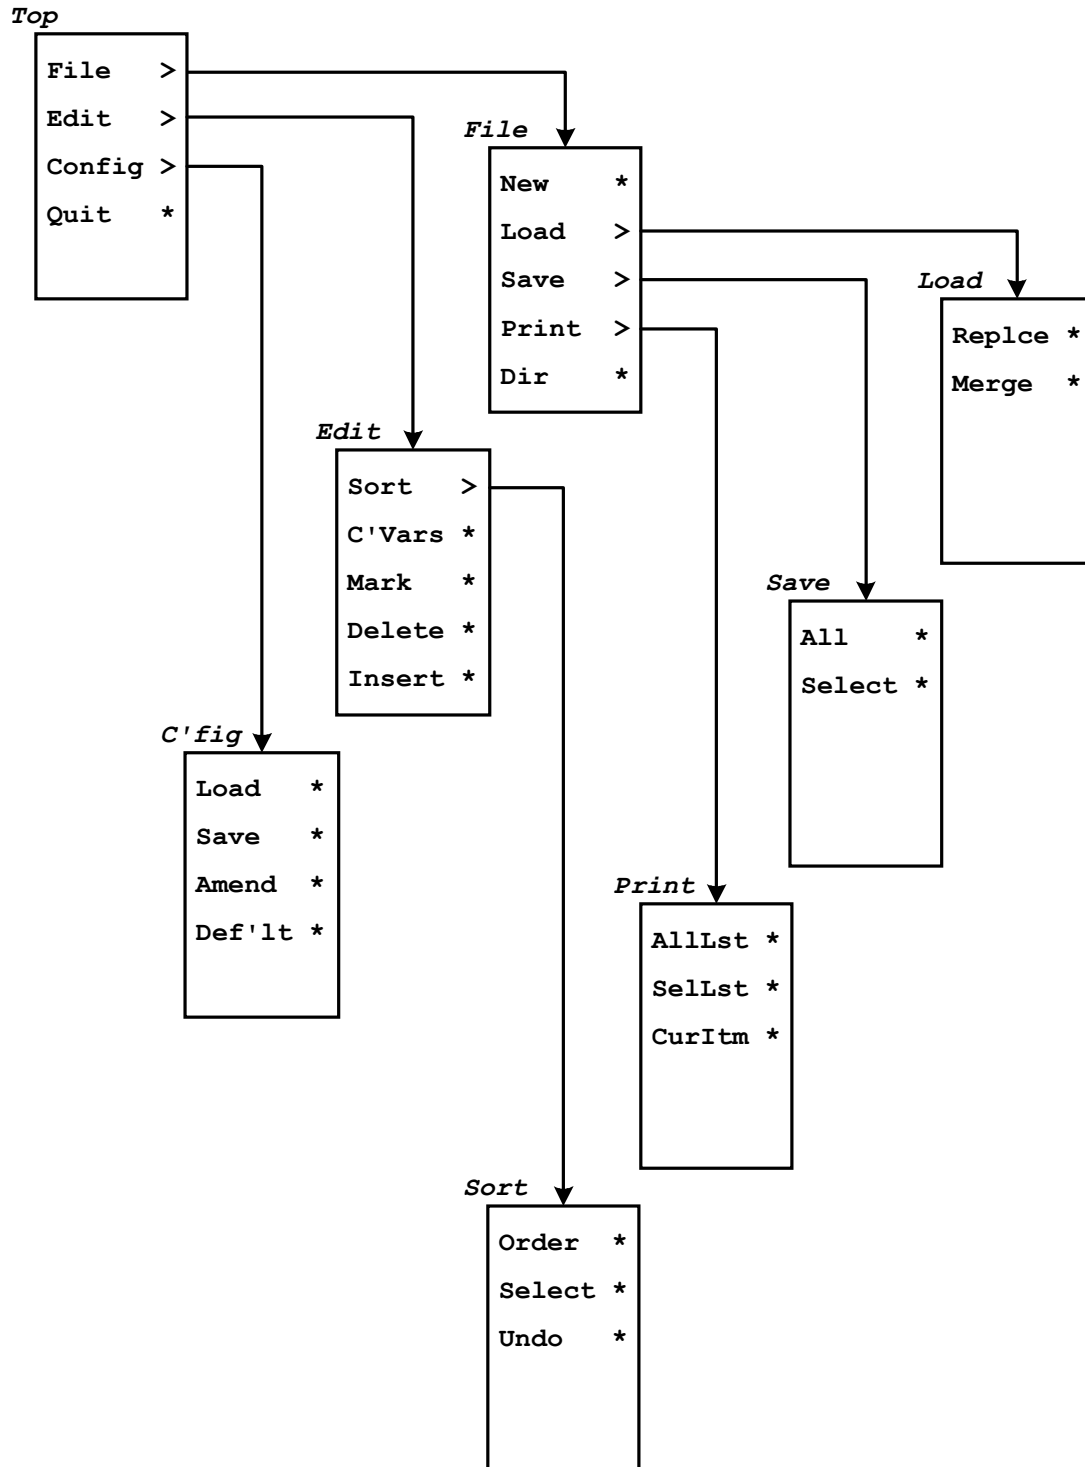 Top
File >
Edit >
Config >
Quit *
File
New *
Load >
Save >
Print >
Dir *
Load
Replce *
Merge *
Edit
Sort >
C'Vars *
Mark *
Delete *
Insert *
Save
All *
Select *
C'fig
Load *
Save *
Amend *
Def'lt *
Print
AllLst *
SelLst *
CurItm *
Sort
Order *
Select *
Undo *